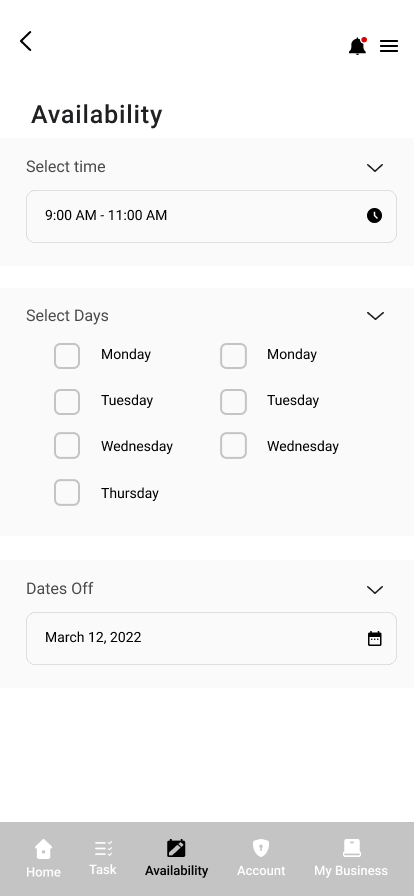 Availability
Select time
9:00 AM - 11:00 AM
Select Days
Monday Monday
Tuesday Tuesday
Wednesday Wednesday
Thursday
Dates Off
March 12, 2022
Home Task Availability Account My Business